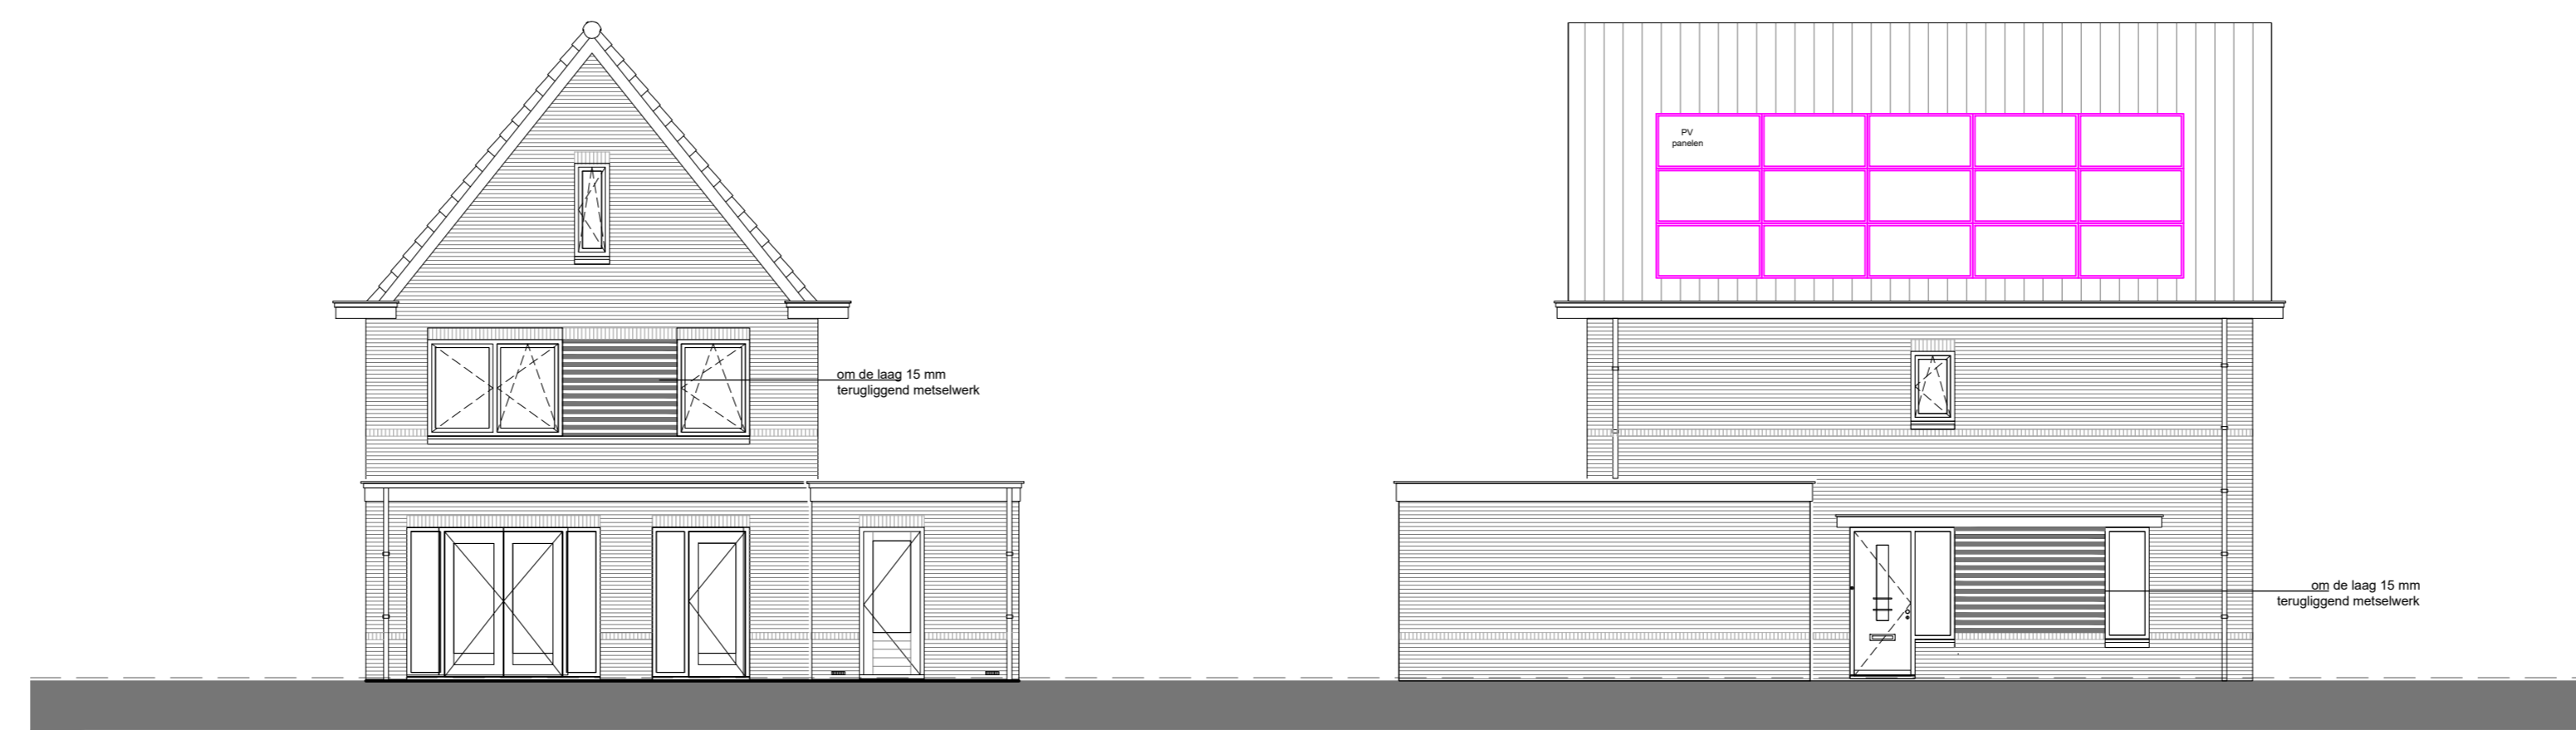 om de laag 15 mm
terugliggend metselwerk
PV
panelen
om de laag 15 mm
terugliggend metselwerk